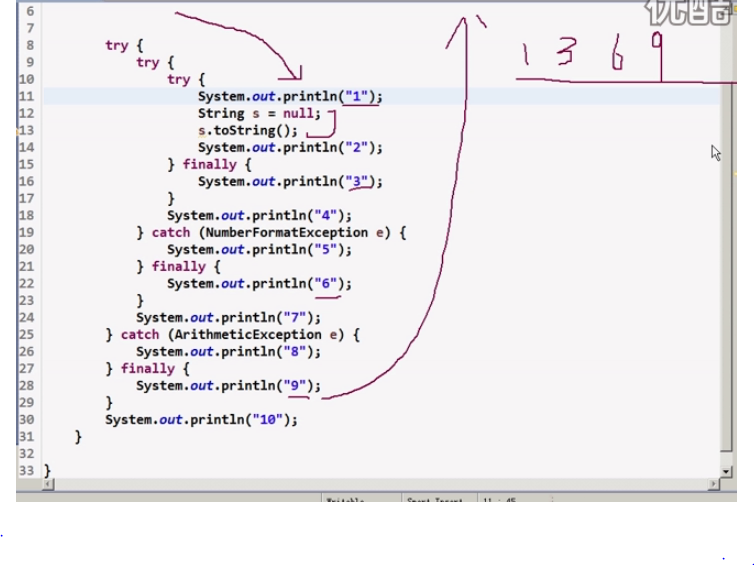 优酷
6
7
8 try {
9 try {
10 try {
11 System.out.println("1");
12 String s = null;
13 s.toString();
14 System.out.println("2");
15 } finally {
16 System.out.println("3");
17 }
18 System.out.println("4");
19 } catch (NumberFormatException e) {
20 System.out.println("5");
21 } finally {
22 System.out.println("6");
23 }
24 System.out.println("7");
25 } catch (ArithmeticException e) {
26 System.out.println("8");
27 } finally {
28 System.out.println("9");
29 }
30 System.out.println("10");
31 }
32
33 }
1 3 6 9
Writable Smart Insert 11 : 45